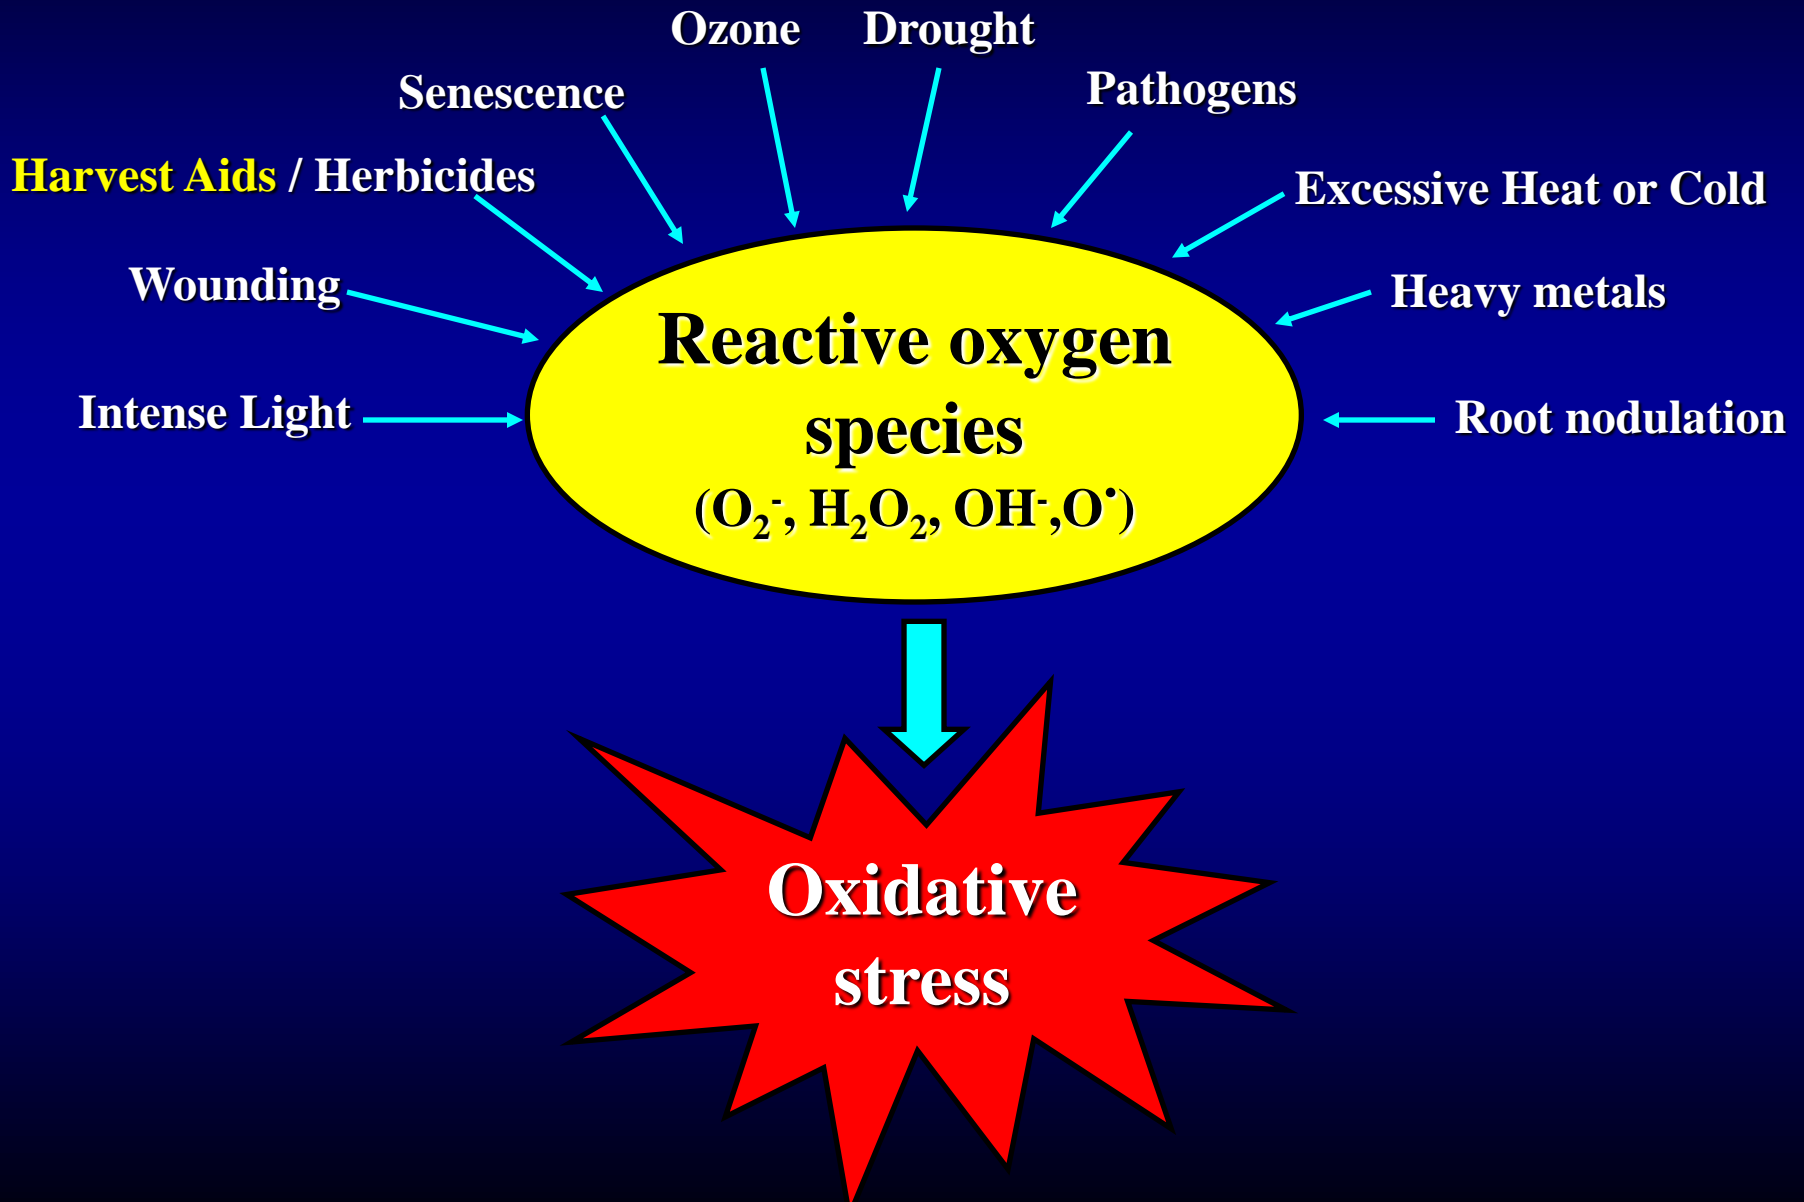 Ozone
Drought
Senescence
Pathogens
Harvest Aids / Herbicides
Excessive Heat or Cold
Wounding
Heavy metals
Intense Light
Root nodulation
Reactive oxygen
species
(O₂⁻, H₂O₂, OH⁻,O•)
Oxidative
stress